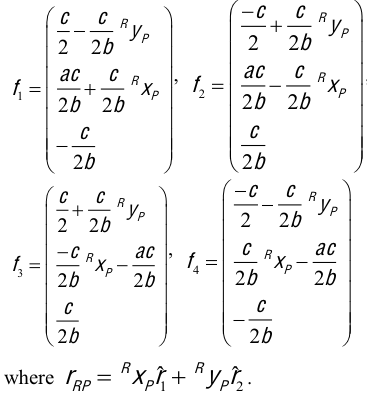 $f_1 = \begin{pmatrix} \frac{c}{2} - \frac{c}{2b} {}^R y_P \\ \frac{ac}{2b} + \frac{c}{2b} {}^R x_P \\ -\frac{c}{2b} \end{pmatrix}$, $f_2 = \begin{pmatrix} \frac{-c}{2} + \frac{c}{2b} {}^R y_P \\ \frac{ac}{2b} - \frac{c}{2b} {}^R x_P \\ \frac{c}{2b} \end{pmatrix}$,
$f_3 = \begin{pmatrix} \frac{c}{2} + \frac{c}{2b} {}^R y_P \\ \frac{-c}{2b} {}^R x_P - \frac{ac}{2b} \\ \frac{c}{2b} \end{pmatrix}$, $f_4 = \begin{pmatrix} \frac{-c}{2} - \frac{c}{2b} {}^R y_P \\ \frac{c}{2b} {}^R x_P - \frac{ac}{2b} \\ -\frac{c}{2b} \end{pmatrix}$
where $r_{RP} = {}^R x_P \hat{r}_1 + {}^R y_P \hat{r}_2$.